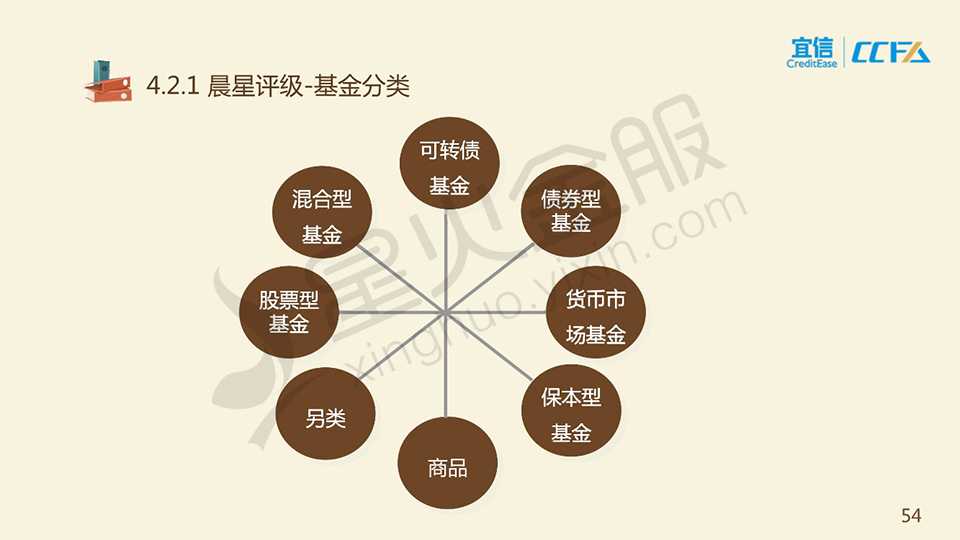 宜信
CreditEase
CCFA
4.2.1 晨星评级-基金分类
可转债
基金
债券型
基金
货币市
场基金
保本型
基金
商品
另类
股票型
基金
混合型
基金
星火金服
xinghuo.yixin.com
54